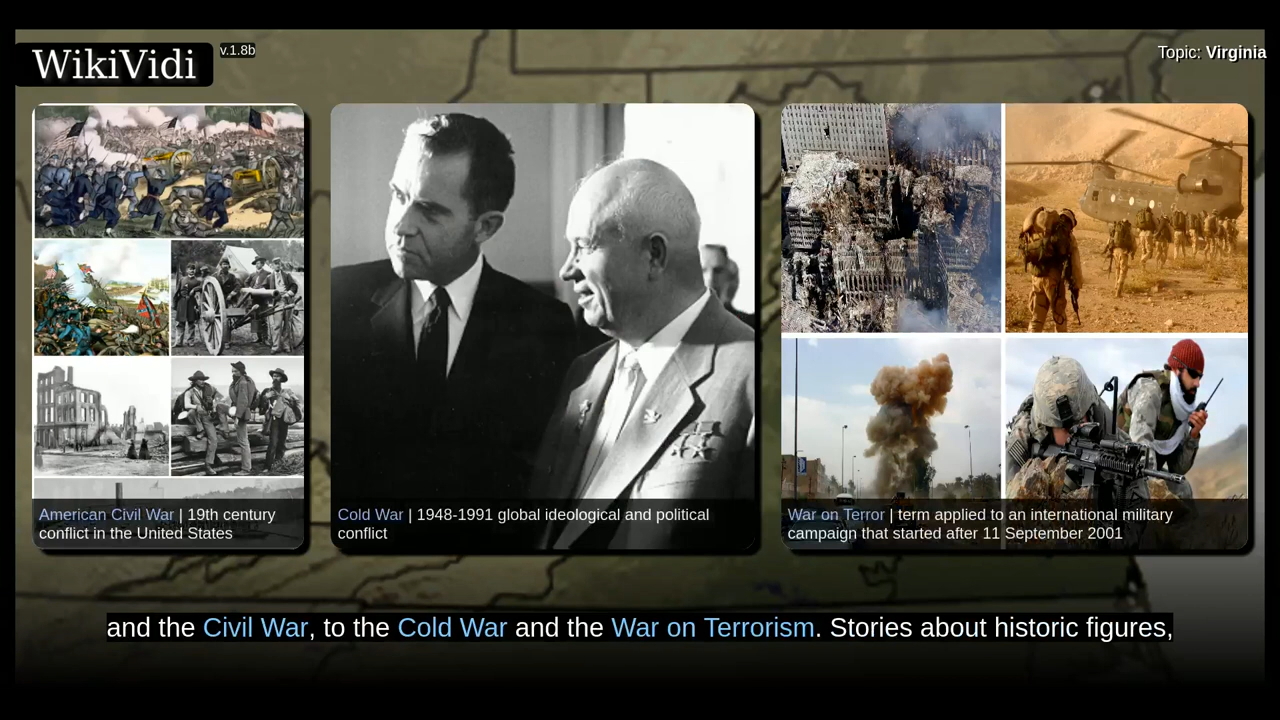 WikiVidi
v.1.8b
Topic: Virginia
American Civil War | 19th century
conflict in the United States
Cold War | 1948-1991 global ideological and political
conflict
War on Terror | term applied to an international military
campaign that started after 11 September 2001
and the Civil War, to the Cold War and the War on Terrorism. Stories about historic figures,